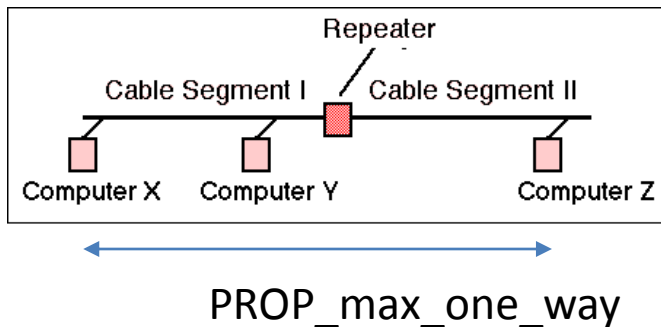 Repeater
Cable Segment I Cable Segment II
Computer X Computer Y Computer Z
PROP_max_one_way